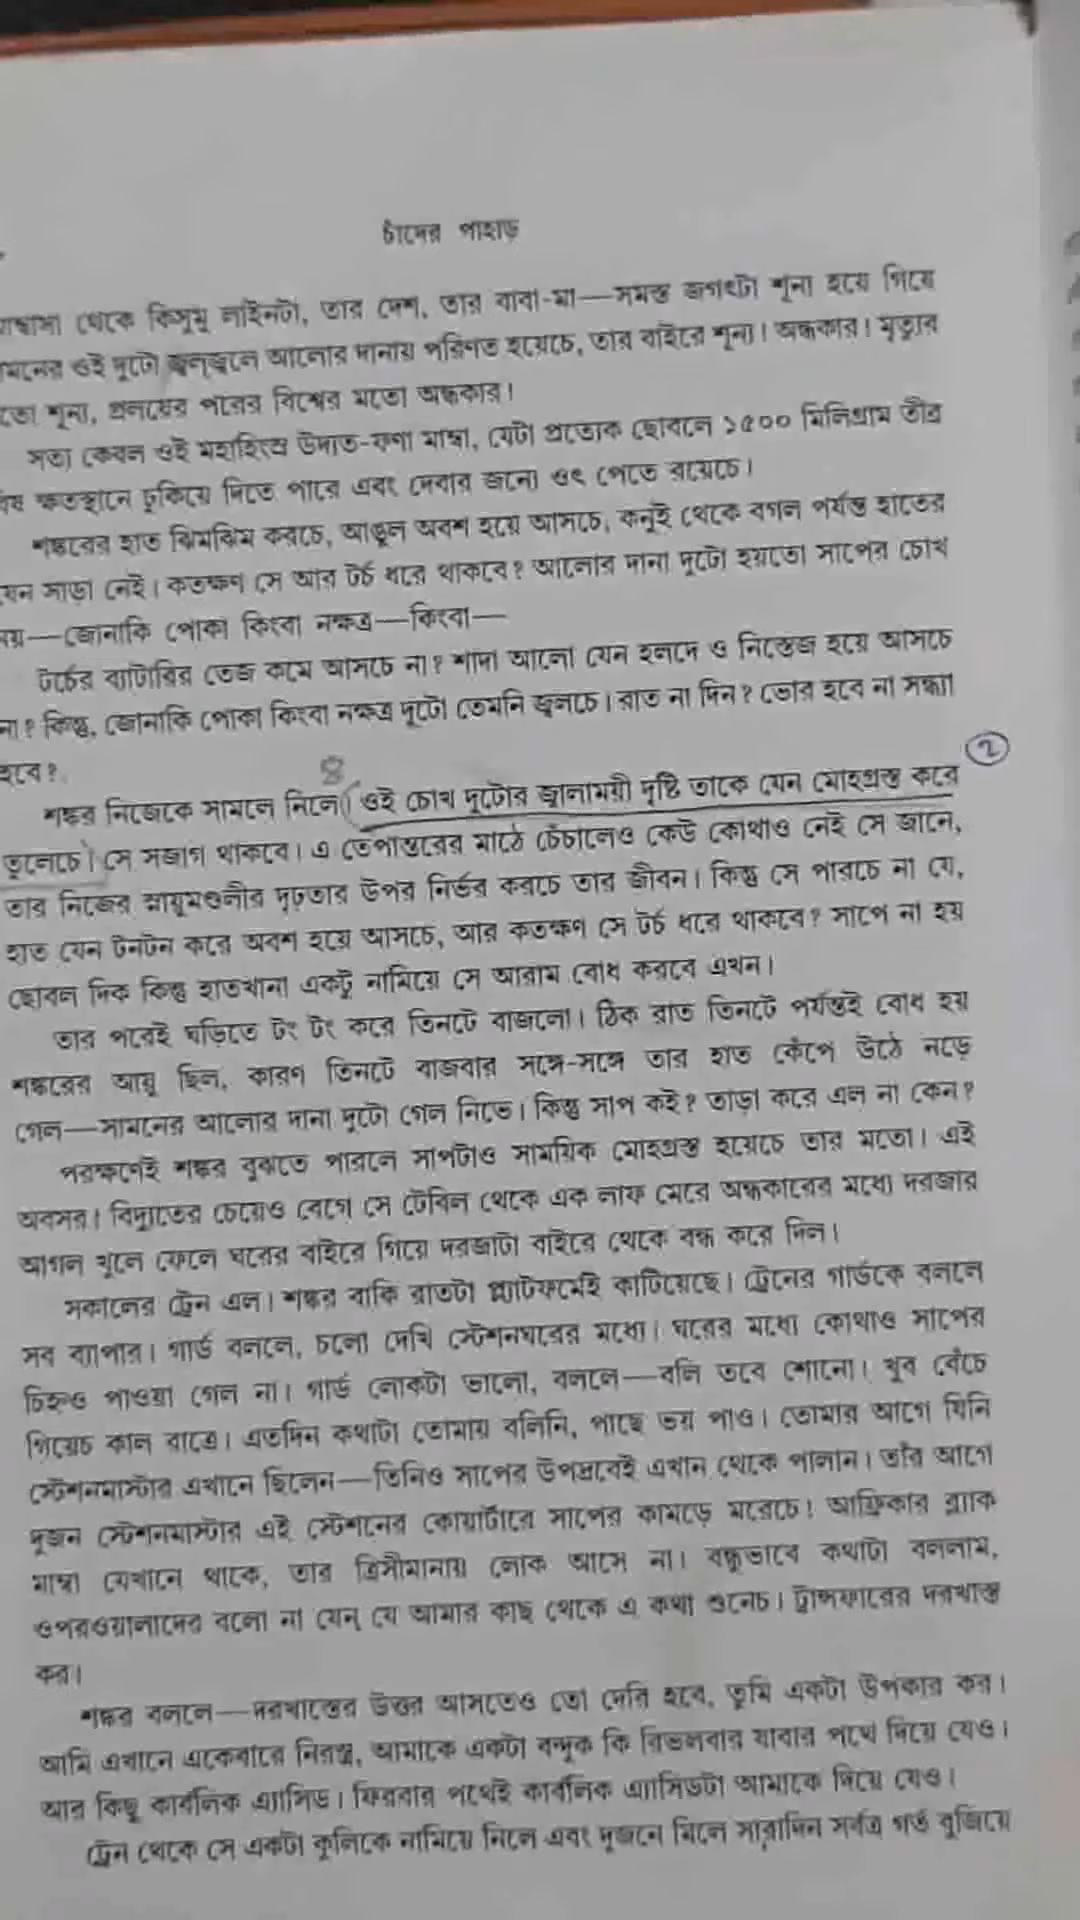 চাঁদের পাহাড়
থেকে কিসুমু লাইনটা, তার দেশ, তার বাবা-মা—সমস্ত জগৎটা শূন্য হয়ে গিয়ে
মনের ওই দুটো জ্বলজ্বলে আলোর দানায় পরিণত হয়েচে, তার বাইরে শূন্য। অন্ধকার। মৃত্যুর
তো শূন্য, প্রলয়ের পরের বিশ্বের মতো অন্ধকার।
সত্য কেবল ওই মহাহিংস্র উদ্যত-ফণা মাম্বা, যেটা প্রত্যেক ছোবলে ১৫০০ মিলিগ্রাম তীব্র
বিষ ক্ষতস্থানে ঢুকিয়ে দিতে পারে এবং দেবার জন্যে ওৎ পেতে রয়েচে।
শঙ্করের হাত ঝিমঝিম করচে, আঙুল অবশ হয়ে আসচে, কনুই থেকে বগল পর্যন্ত হাতের
যেন সাড়া নেই। কতক্ষণ সে আর টর্চ ধরে থাকবে? আলোর দানা দুটো হয়তো সাপের চোখ
নয়—জোনাকি পোকা কিংবা নক্ষত্র—কিংবা—
টর্চের ব্যাটারির তেজ কমে আসচে না? শাদা আলো যেন হলদে ও নিস্তেজ হয়ে আসচে
না? কিন্তু, জোনাকি পোকা কিংবা নক্ষত্র দুটো তেমনি জ্বলচে। রাত না দিন? ভোর হবে না সন্ধ্যা
হবে?
শঙ্কর নিজেকে সামলে নিলে। ওই চোখ দুটোর জ্বালাময়ী দৃষ্টি তাকে যেন মোহগ্রস্ত করে
তুলেচে। সে সজাগ থাকবে। এ তেপান্তরের মাঠে চেঁচালেও কেউ কোথাও নেই সে জানে,
তার নিজের স্নায়ুমণ্ডলীর দৃঢ়তার উপর নির্ভর করচে তার জীবন। কিন্তু সে পারচে না যে,
হাত যেন টনটন করে অবশ হয়ে আসচে, আর কতক্ষণ সে টর্চ ধরে থাকবে? সাপে না হয়
ছোবল দিক কিন্তু হাতখানা একটু নামিয়ে সে আরাম বোধ করবে এখন।
তার পরেই ঘড়িতে টং টং করে তিনটে বাজলো। ঠিক রাত তিনটে পর্যন্তই বোধ হয়
শঙ্করের আয়ু ছিল, কারণ তিনটে বাজবার সঙ্গে-সঙ্গে তার হাত কেঁপে উঠে নড়ে
গেল—সামনের আলোর দানা দুটো গেল নিভে। কিন্তু সাপ কই? তাড়া করে এল না কেন?
পরক্ষণেই শঙ্কর বুঝতে পারলে সাপটাও সাময়িক মোহগ্রস্ত হয়েচে তার মতো। এই
অবসর। বিদ্যুতের চেয়েও বেগে সে টেবিল থেকে এক লাফ মেরে অন্ধকারের মধ্যে দরজার
আগল খুলে ফেলে ঘরের বাইরে গিয়ে দরজাটা বাইরে থেকে বন্ধ করে দিল।
সকালের ট্রেন এল। শঙ্কর বাকি রাতটা প্ল্যাটফর্মেই কাটিয়েছে। ট্রেনের গার্ডকে বললে
সব ব্যাপার। গার্ড বললে, চলো দেখি স্টেশনঘরের মধ্যে। ঘরের মধ্যে কোথাও সাপের
চিহ্নও পাওয়া গেল না। গার্ড লোকটা ভালো, বললে—বলি তবে শোনো। খুব বেঁচে
গিয়েচ কাল রাত্রে। এতদিন কথাটা তোমায় বলিনি, পাছে ভয় পাও। তোমার আগে যিনি
স্টেশনমাস্টার এখানে ছিলেন—তিনিও সাপের উপদ্রবেই এখান থেকে পালান। তাঁর আগে
দুজন স্টেশনমাস্টার এই স্টেশনের কোয়ার্টারে সাপের কামড়ে মরেচে। আফ্রিকার ব্ল্যাক
মাম্বা যেখানে থাকে, তার ত্রিসীমানায় লোক আসে না। বন্ধুভাবে কথাটা বললাম,
ওপরওয়ালাদের বলো না যেন যে আমার কাছ থেকে এ কথা শুনেচ। ট্রান্সফারের দরখাস্ত
কর।
শঙ্কর বললে—দরখাস্তের উত্তর আসতেও তো দেরি হবে, তুমি একটা উপকার কর।
আমি এখানে একেবারে নিরস্ত্র, আমাকে একটা বন্দুক কি রিভলবার যাবার পথে দিয়ে যেও।
আর কিছু কার্বলিক এ্যাসিড। ফিরবার পথেই কার্বলিক এ্যাসিডটা আমাকে দিয়ে যেও।
ট্রেন থেকে সে একটা কুলিকে নামিয়ে নিলে এবং দুজনে মিলে সারাদিন সর্বত্র গর্ত বুজিয়ে